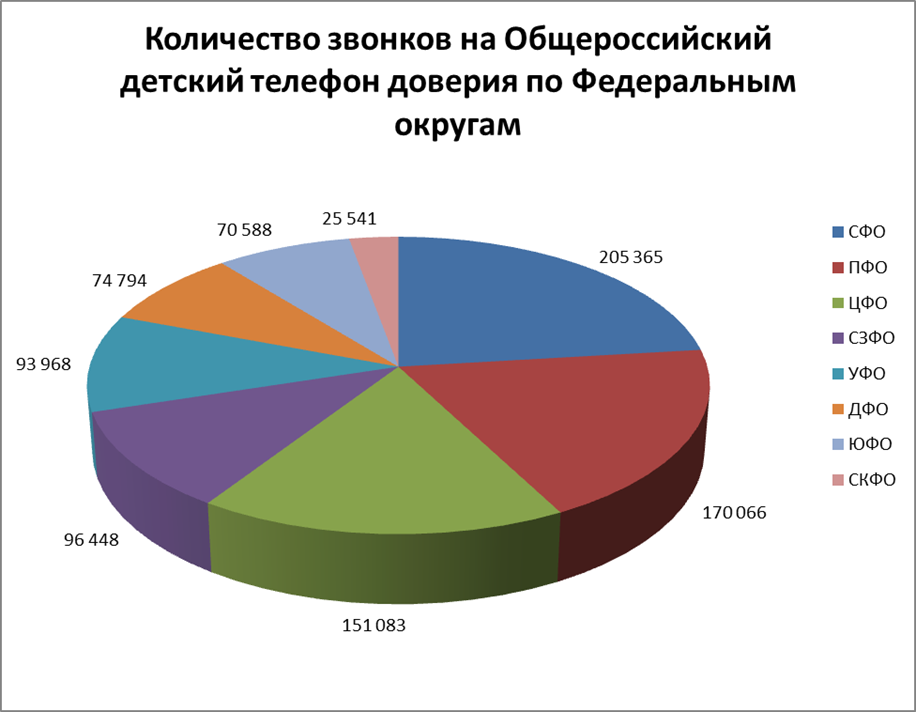 Количество звонков на Общероссийский
детский телефон доверия по Федеральным
округам
25 541
70 588
205 365
74 794
93 968
96 448
170 066
151 083
СФО
ПФО
ЦФО
СЗФО
УФО
ДФО
ЮФО
СКФО